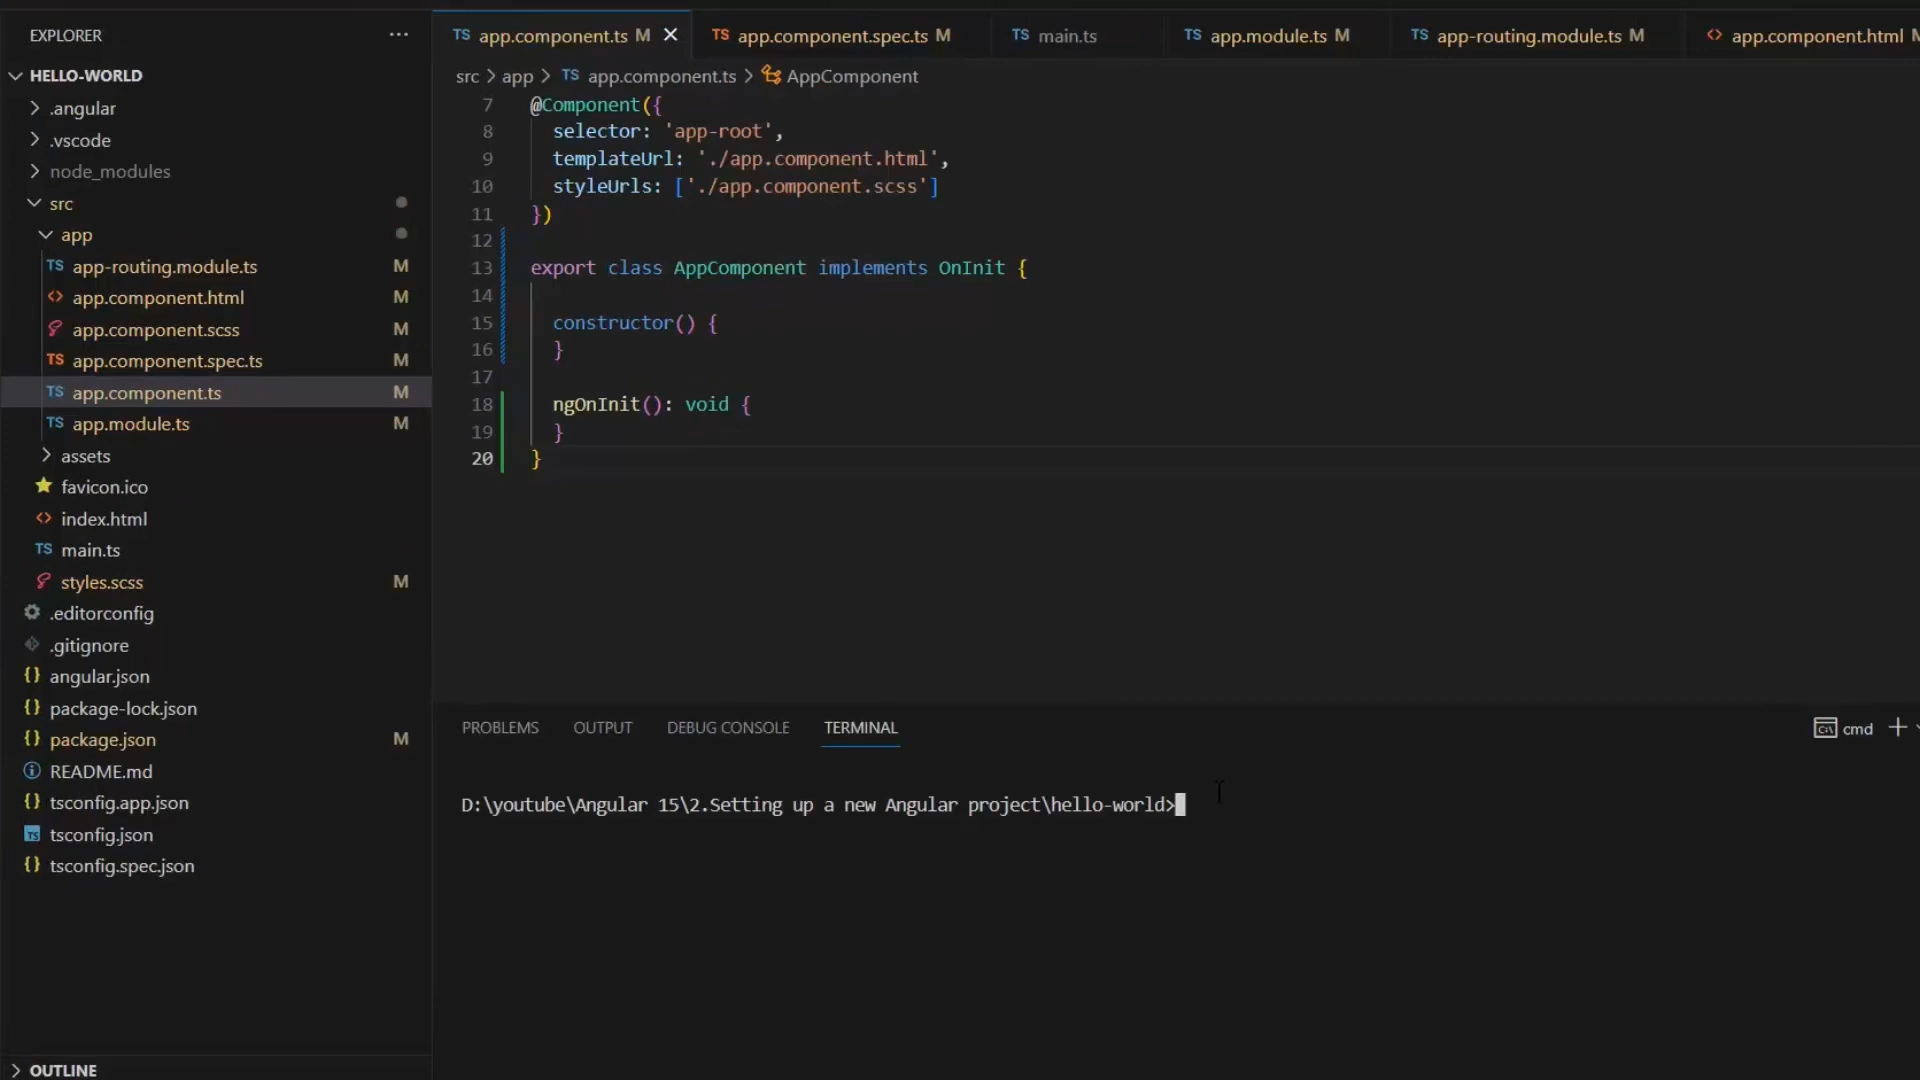 EXPLORER
HELLO-WORLD
.angular
.vscode
node_modules
src
app
TS app-routing.module.ts M
<> app.component.html M
app.component.scss M
TS app.component.spec.ts M
TS app.component.ts M
TS app.module.ts M
assets
favicon.ico
<> index.html
TS main.ts
styles.scss M
.editorconfig
.gitignore
{} angular.json
{} package-lock.json
{} package.json M
README.md
{} tsconfig.app.json
TS tsconfig.json
{} tsconfig.spec.json
OUTLINE
TS app.component.ts M TS app.component.spec.ts M TS main.ts TS app.module.ts M TS app-routing.module.ts M <> app.component.html M
src > app > TS app.component.ts > AppComponent
7 @Component({
8 selector: 'app-root',
9 templateUrl: './app.component.html',
10 styleUrls: ['./app.component.scss']
11 })
12
13 export class AppComponent implements OnInit {
14
15 constructor() {
16 }
17
18 ngOnInit(): void {
19 }
20 }
PROBLEMS OUTPUT DEBUG CONSOLE TERMINAL cmd
D:\youtube\Angular 15\2.Setting up a new Angular project\hello-world>